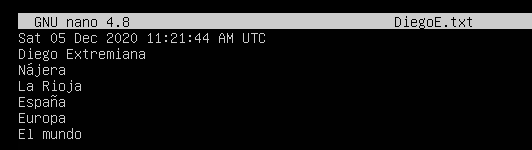 GNU nano 4.8 DiegoE.txt
Sat 05 Dec 2020 11:21:44 AM UTC
Diego Extremiana
Nájera
La Rioja
España
Europa
El mundo